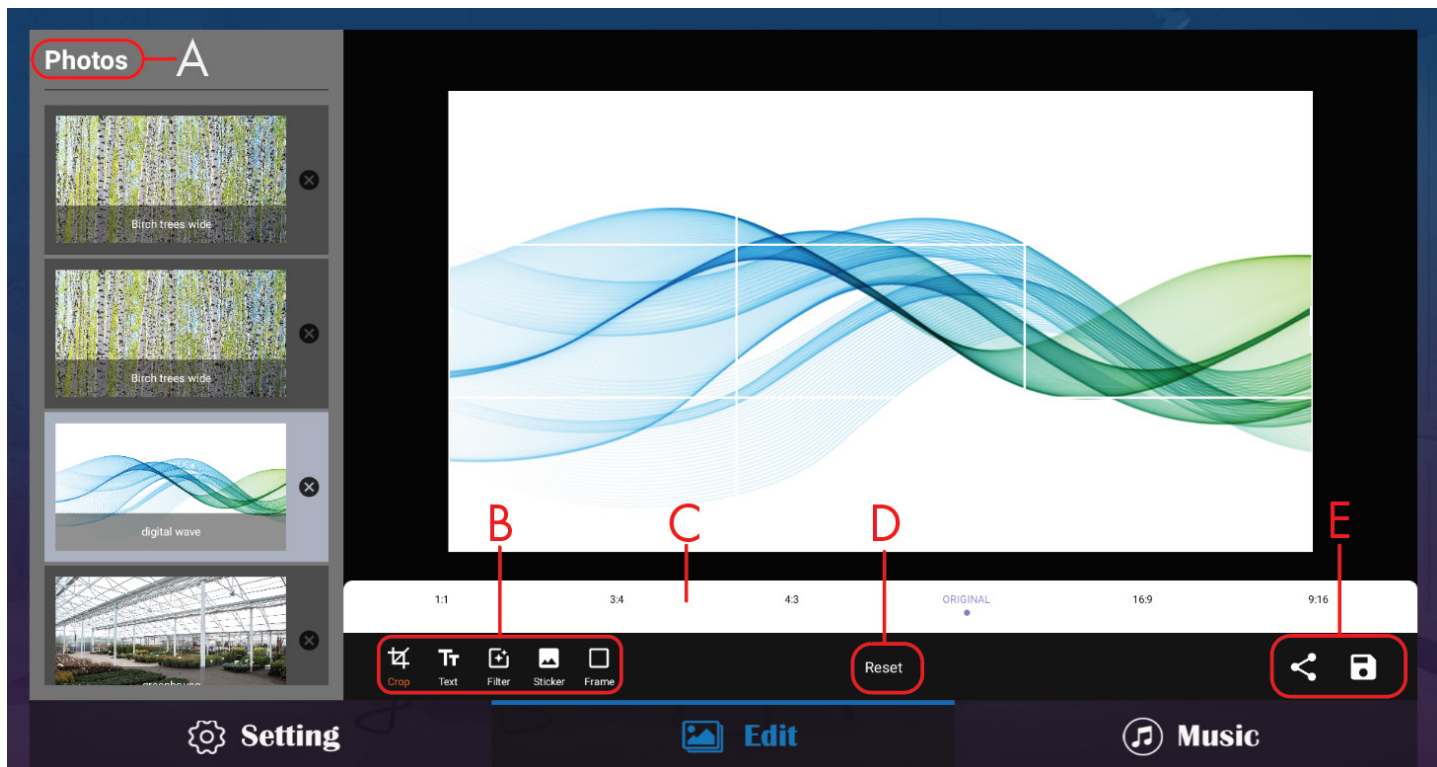 Photos
A
Birch trees wide
Birch trees wide
digital wave
greenhouse
B
C
D
E
1:1 3:4 4:3 ORIGINAL 16:9 9:16
Crop Text Filter Sticker Frame
Reset
Setting Edit Music